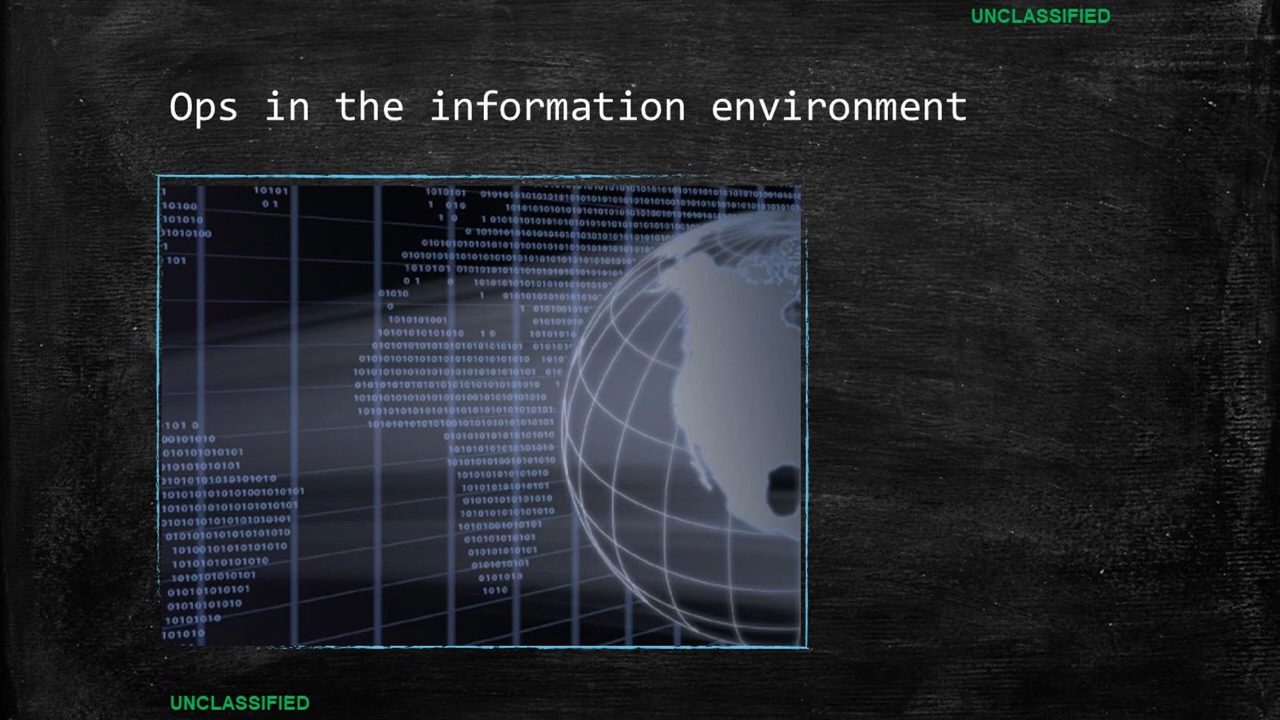 UNCLASSIFIED
Ops in the information environment
UNCLASSIFIED